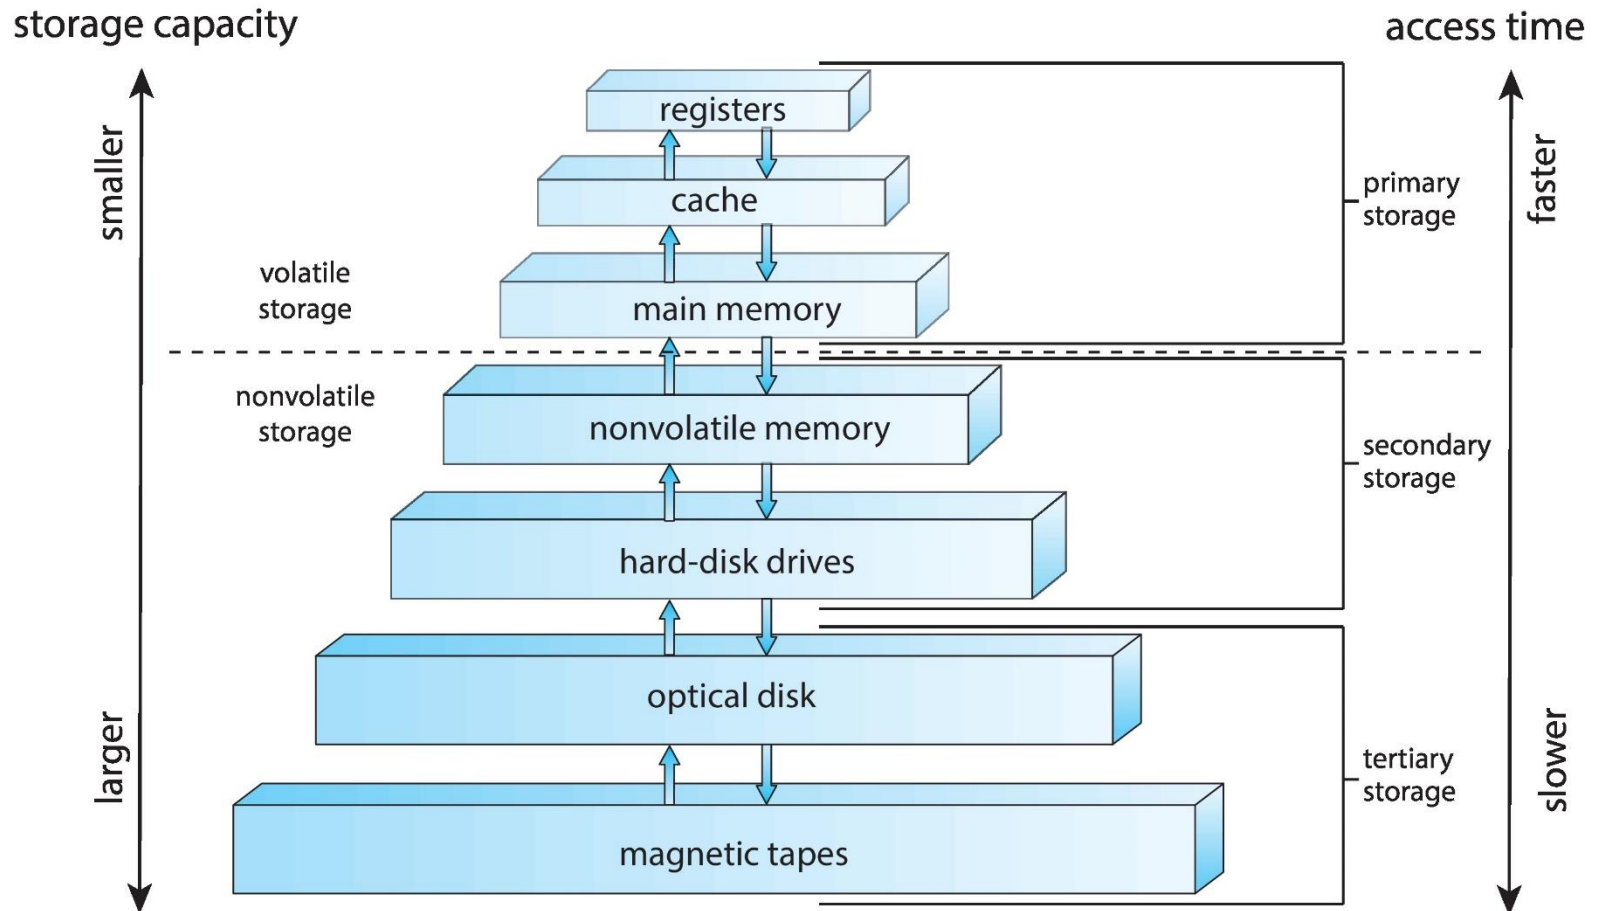 storage capacity
access time
registers
smaller
cache
primary
storage
faster
volatile
storage
main memory
nonvolatile
storage
nonvolatile memory
secondary
storage
hard-disk drives
optical disk
larger
tertiary
storage
slower
magnetic tapes